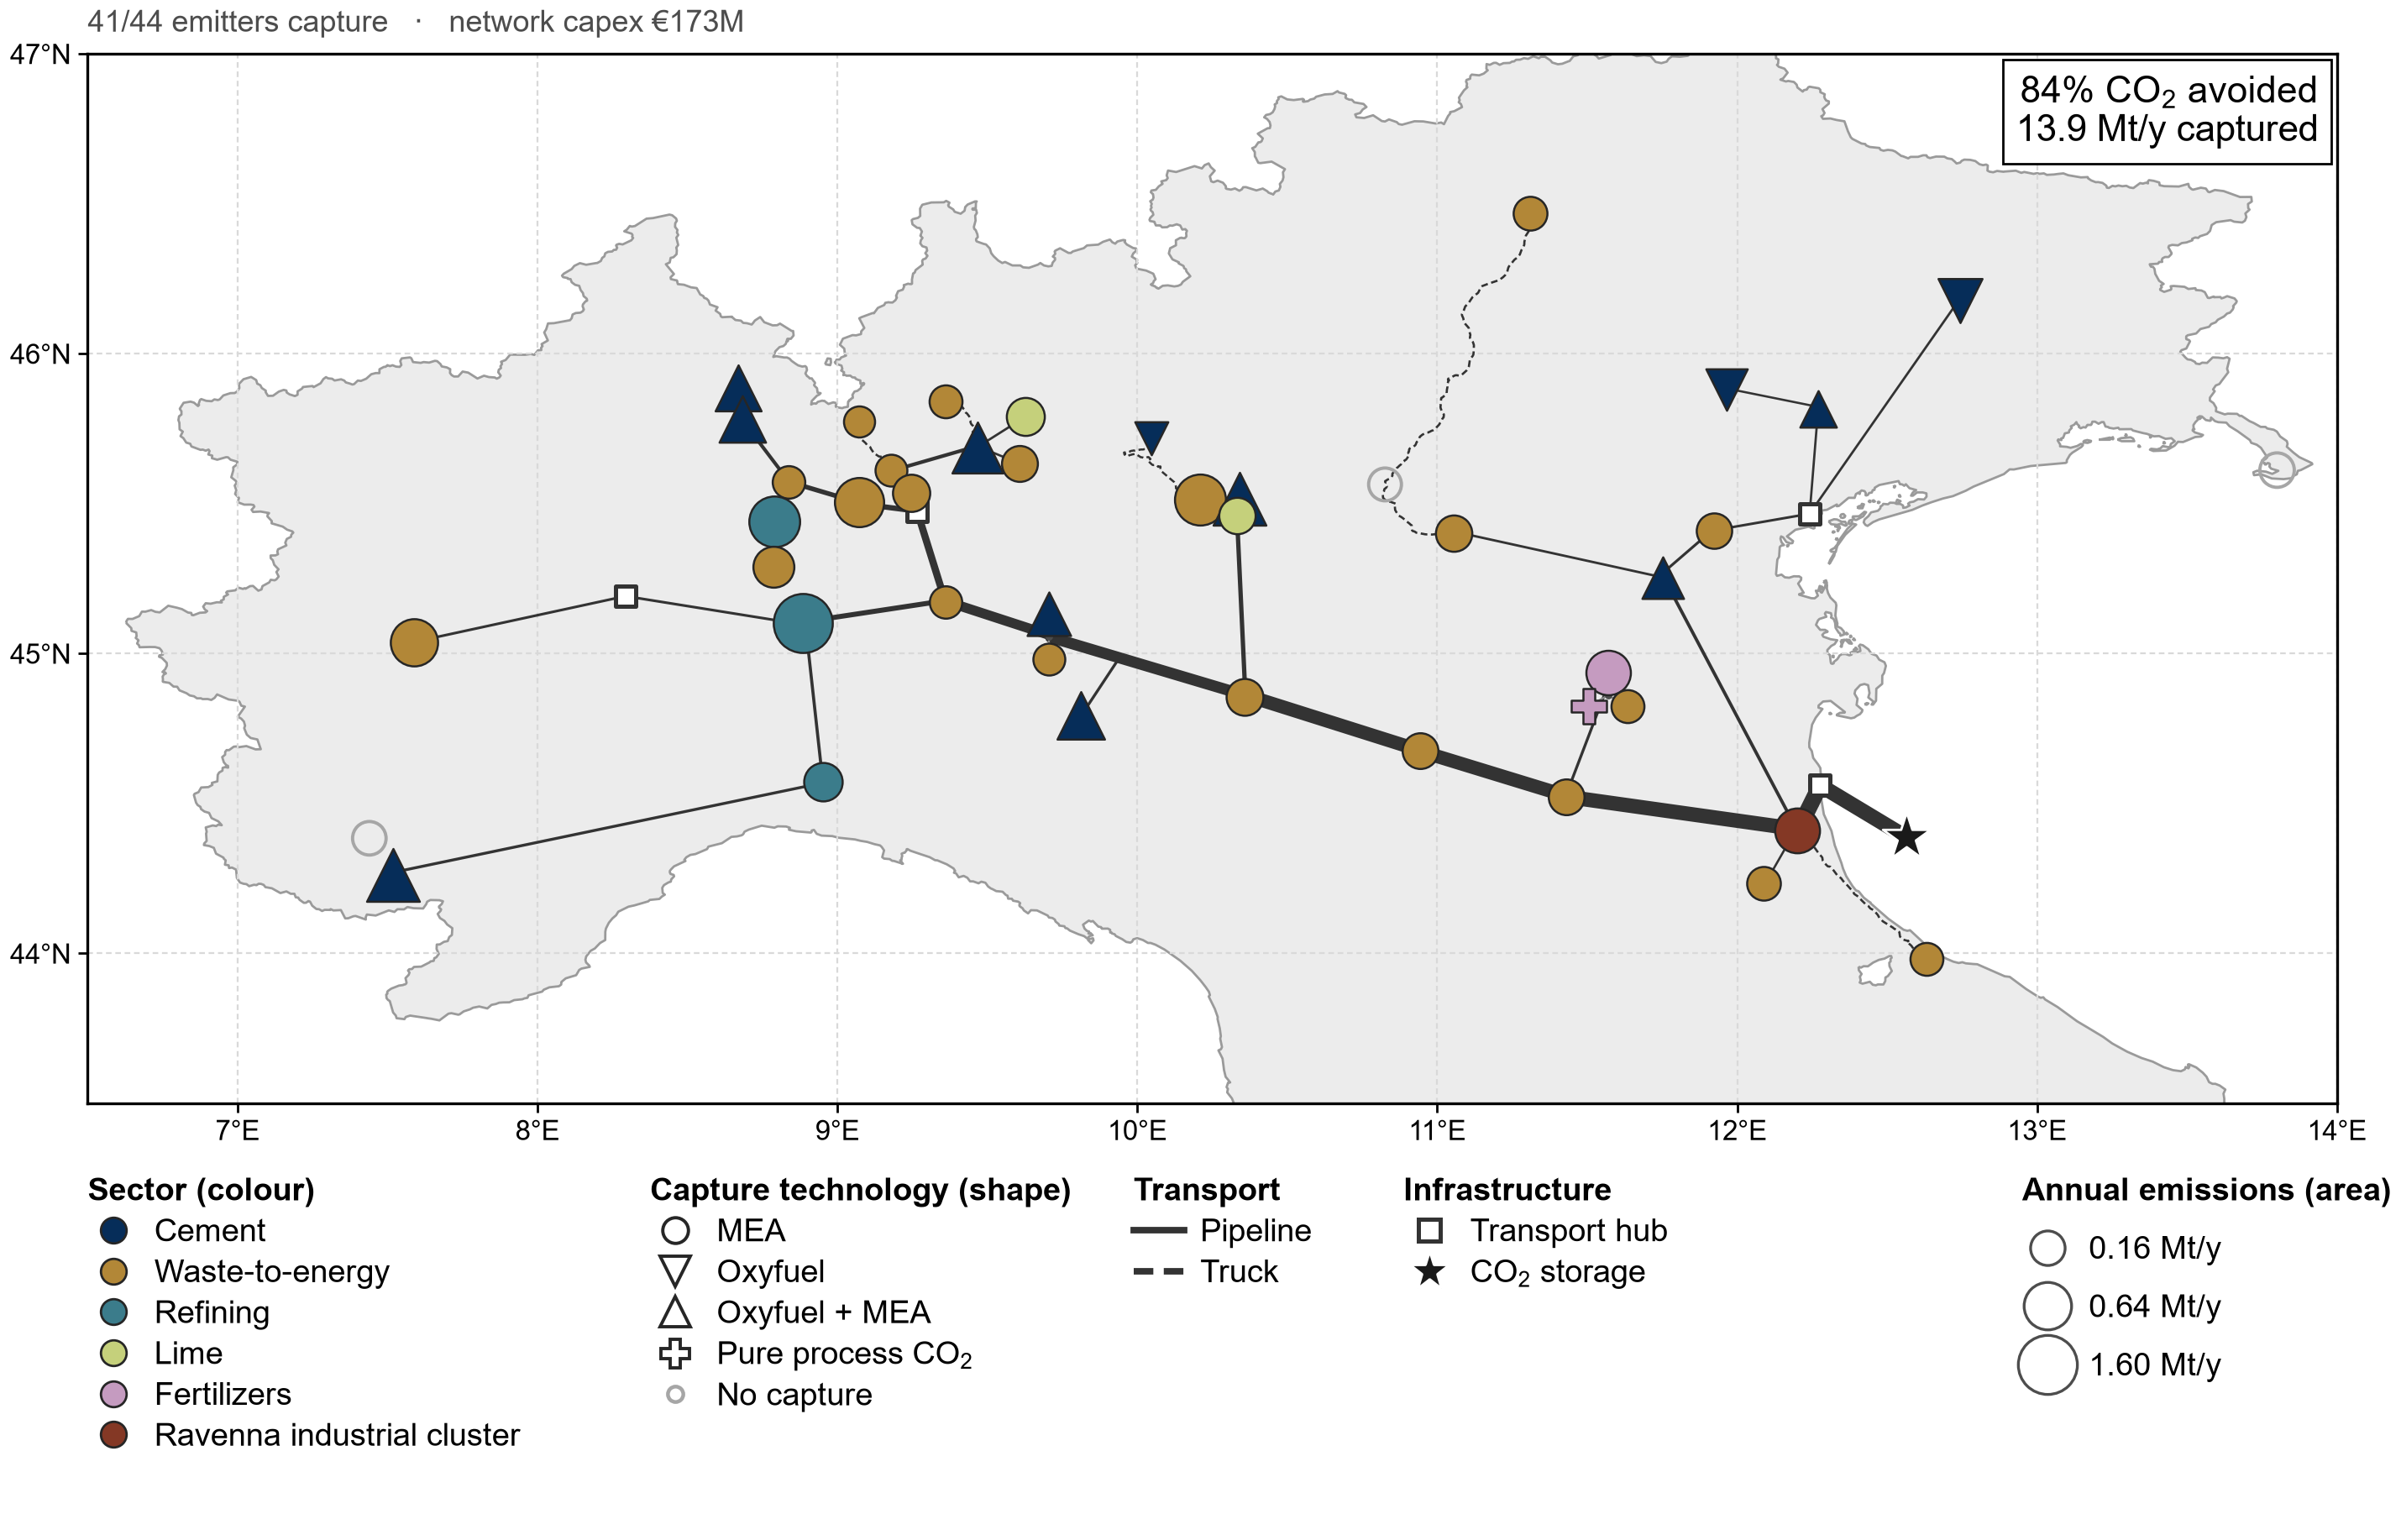 41/44 emitters capture · network capex €173M
84% CO₂ avoided
13.9 Mt/y captured
47°N
46°N
45°N
44°N
7°E 8°E 9°E 10°E 11°E 12°E 13°E 14°E
Sector (colour)
Cement
Waste-to-energy
Refining
Lime
Fertilizers
Ravenna industrial cluster
Capture technology (shape)
MEA
Oxyfuel
Oxyfuel + MEA
Pure process CO₂
No capture
Transport
Pipeline
Truck
Infrastructure
Transport hub
CO₂ storage
Annual emissions (area)
0.16 Mt/y
0.64 Mt/y
1.60 Mt/y